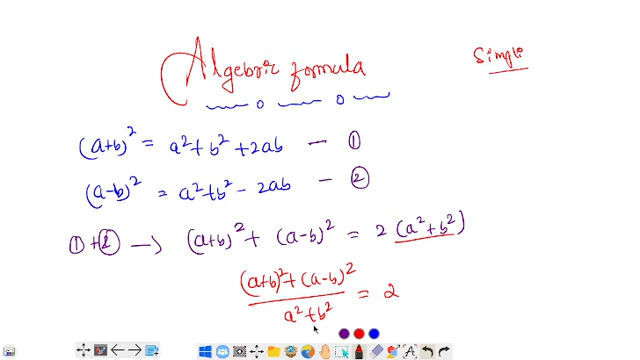 Algebric formula
Simple
(a+b)² = a² + b² + 2ab — ①
(a-b)² = a² + b² - 2ab — ②
① + ② → (a+b)² + (a-b)² = 2 (a² + b²)
(a+b)² + (a-b)²
= 2
a² + b²